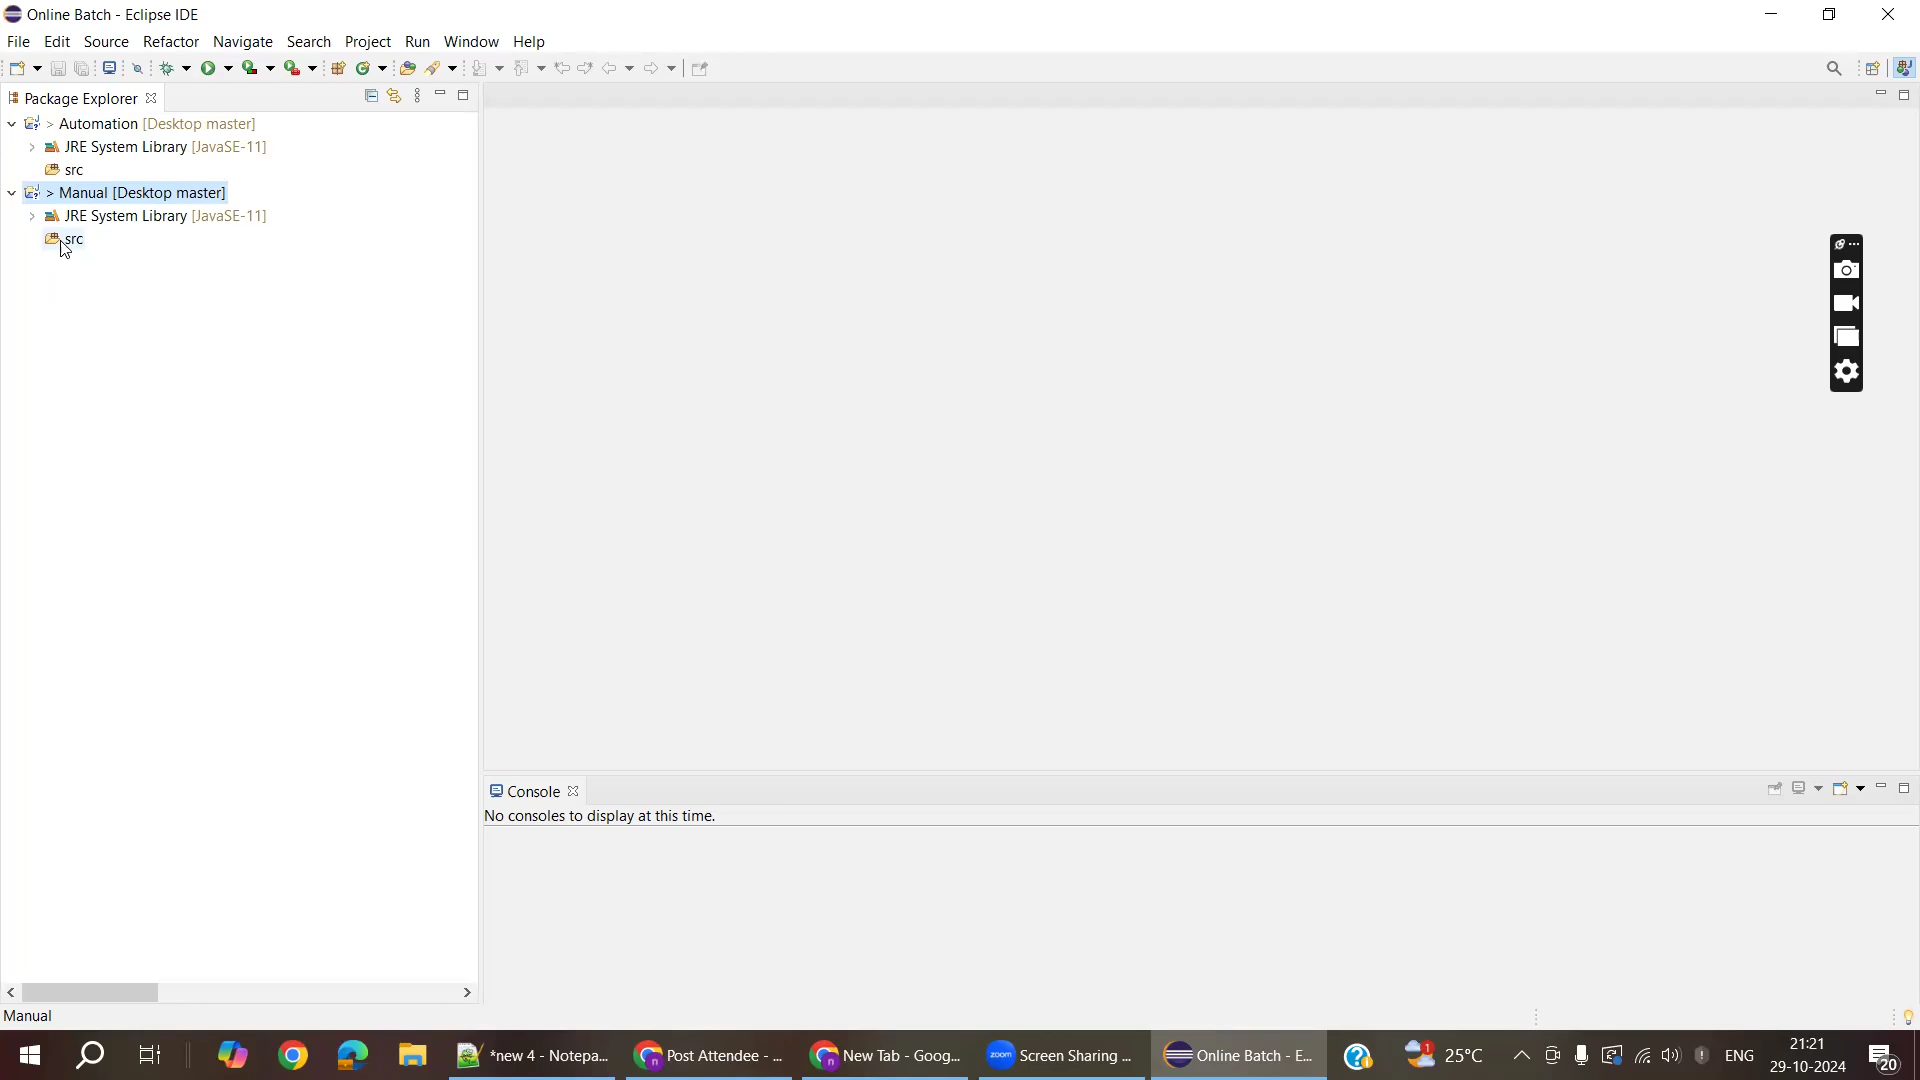 Online Batch - Eclipse IDE
File Edit Source Refactor Navigate Search Project Run Window Help
Package Explorer
> Automation [Desktop master]
JRE System Library [JavaSE-11]
src
> Manual [Desktop master]
JRE System Library [JavaSE-11]
src
Console
No consoles to display at this time.
Manual
*new 4 - Notepa...
Post Attendee - ...
New Tab - Goog...
zoom
Screen Sharing ...
Online Batch - E...
1
25°C
ENG
21:21
29-10-2024
20